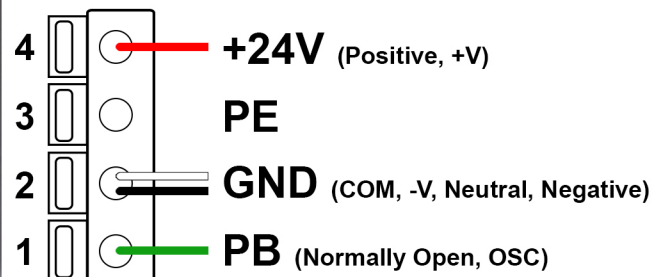 4 +24V (Positive, +V)
3 PE
2 GND (COM, -V, Neutral, Negative)
1 PB (Normally Open, OSC)